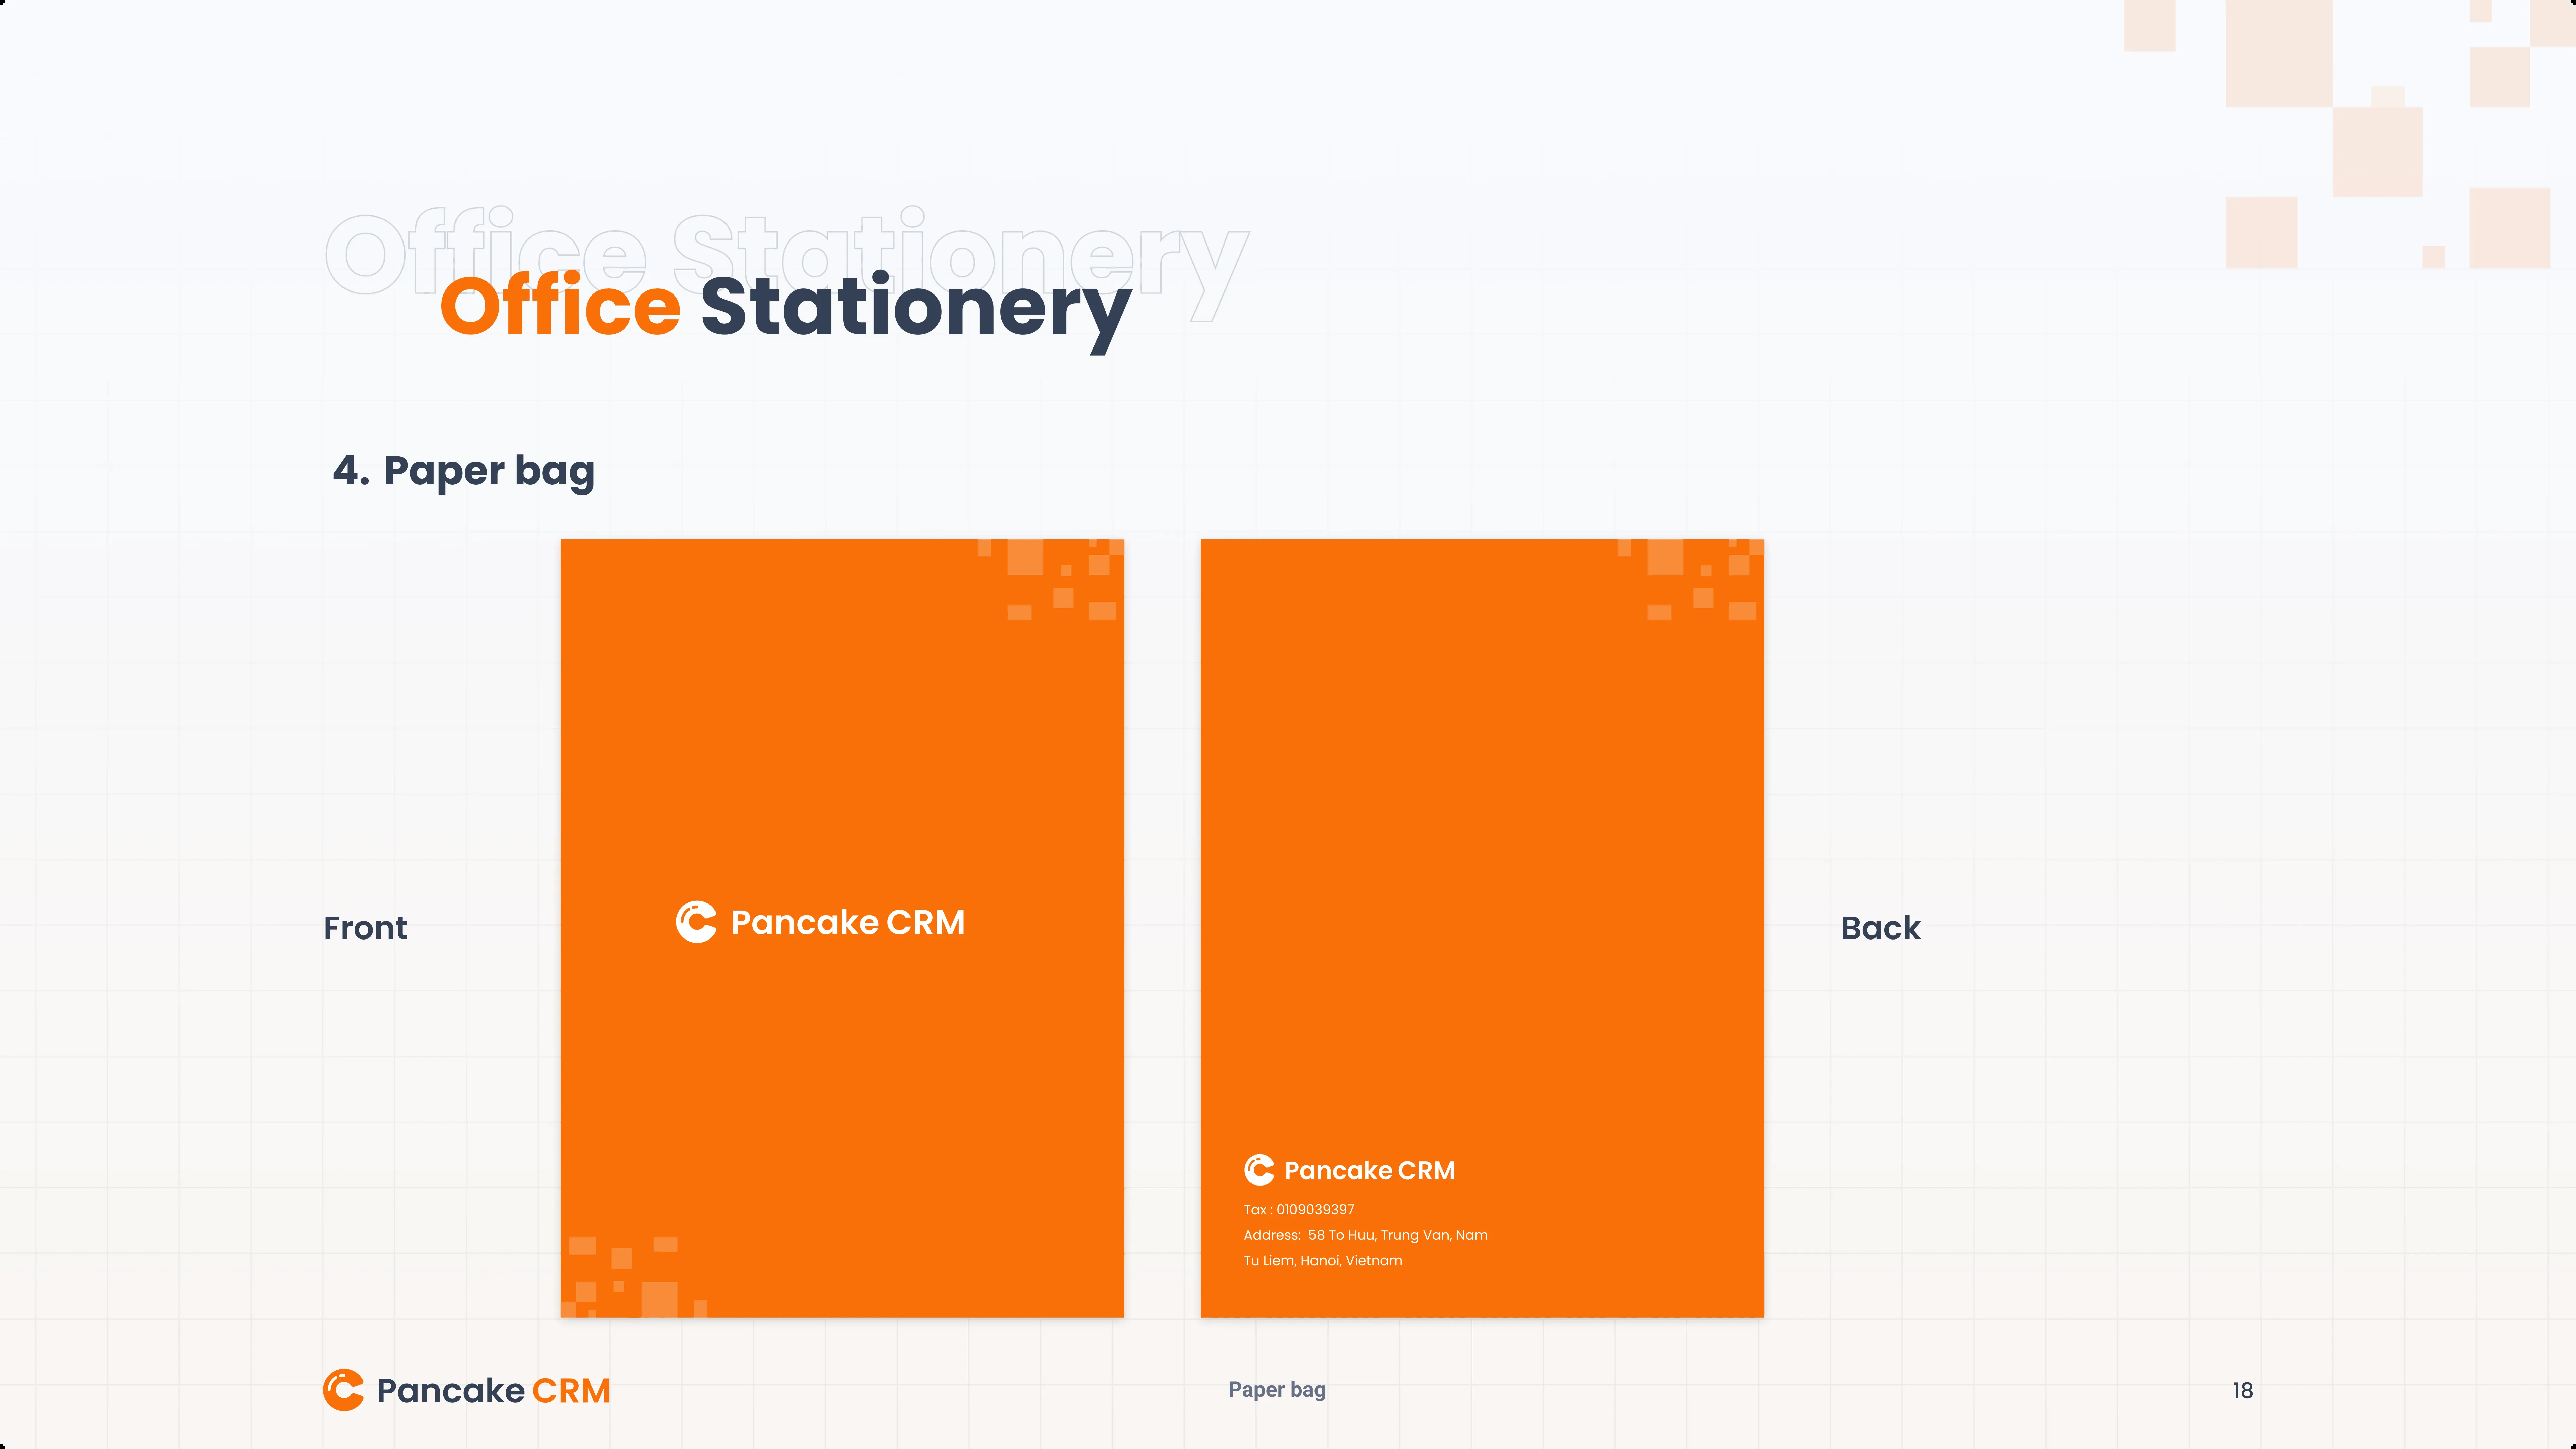 Office Stationery
Office Stationery
4. Paper bag
Front
Pancake CRM
Back
Pancake CRM
Tax : 0109039397
Address:  58 To Huu, Trung Van, Nam
Tu Liem, Hanoi, Vietnam
Pancake CRM
Paper bag
18